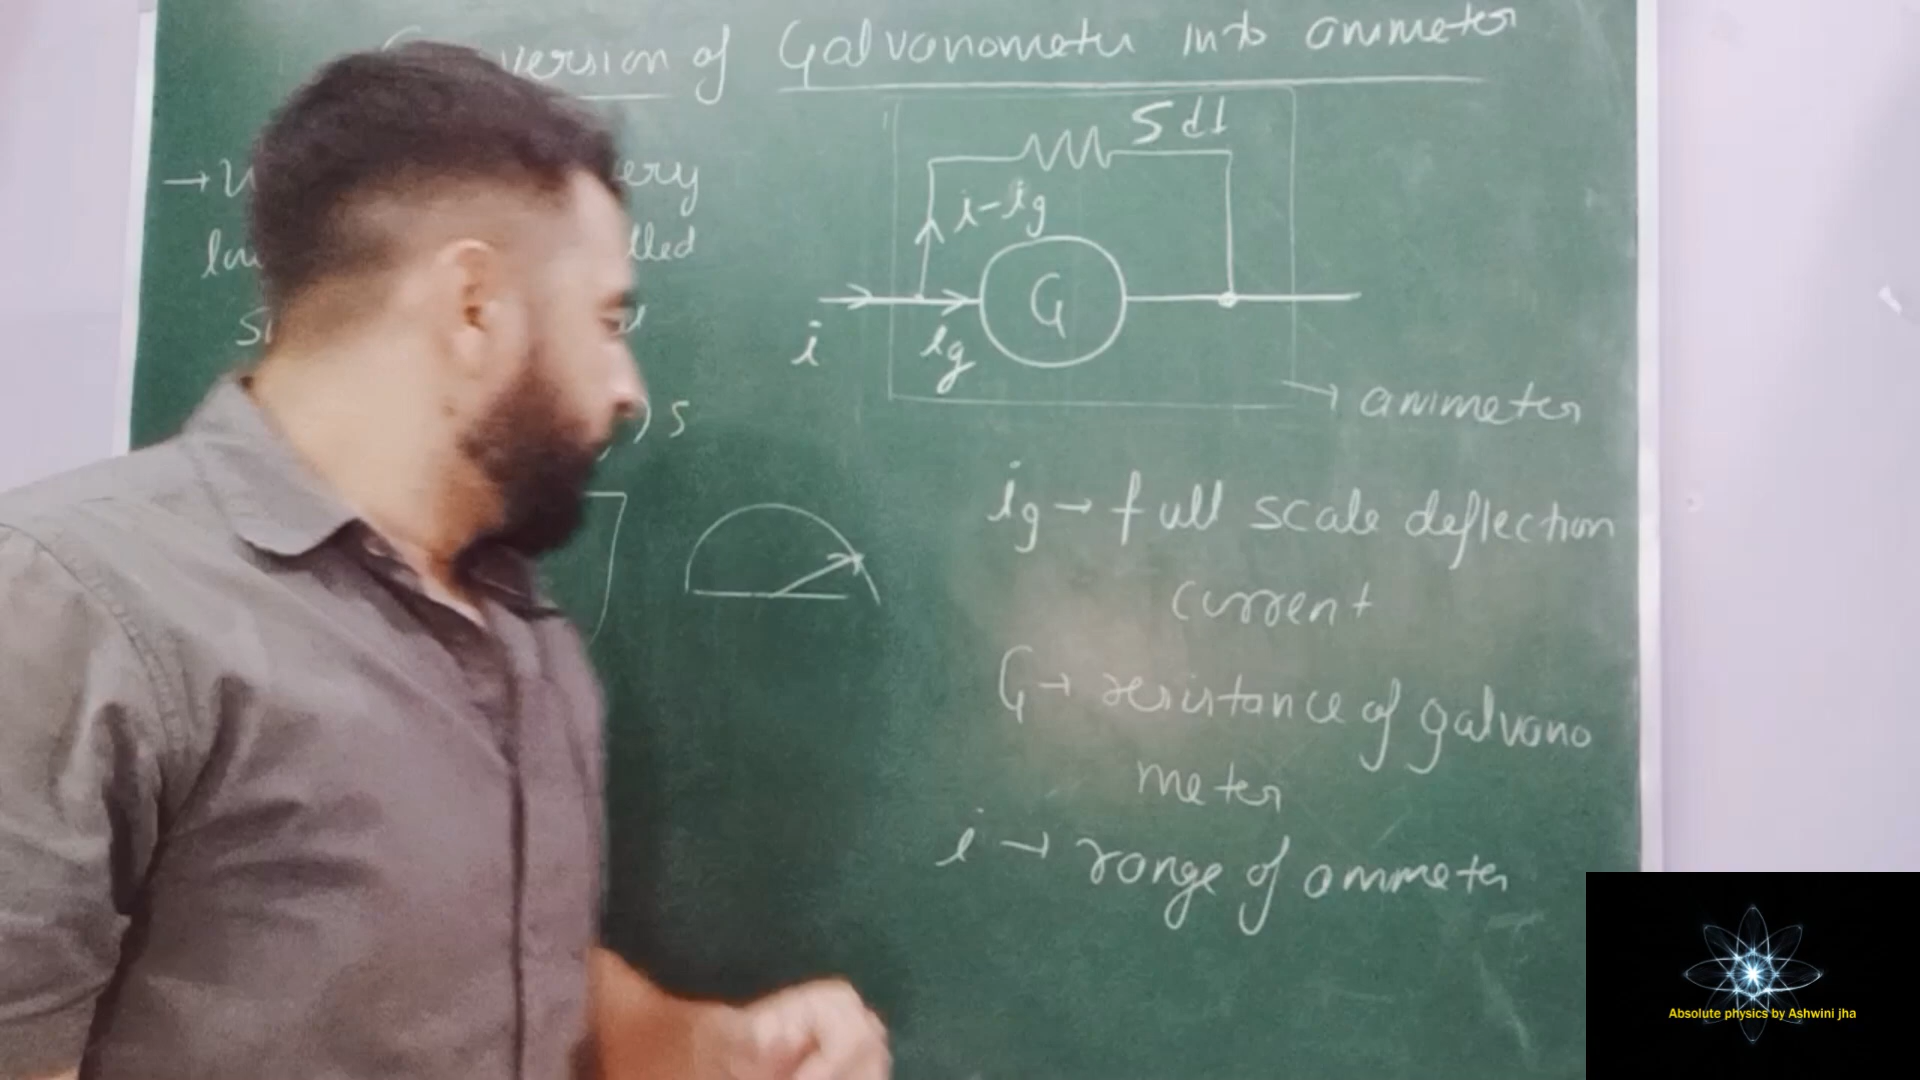 version of Galvanometer into ammeter
S
i-ig
G
i
ig
ammeter
) S
ig → full scale deflection
current
G → resistance of galvano
meter
i → range of ammeter
Absolute physics by Ashwini jha